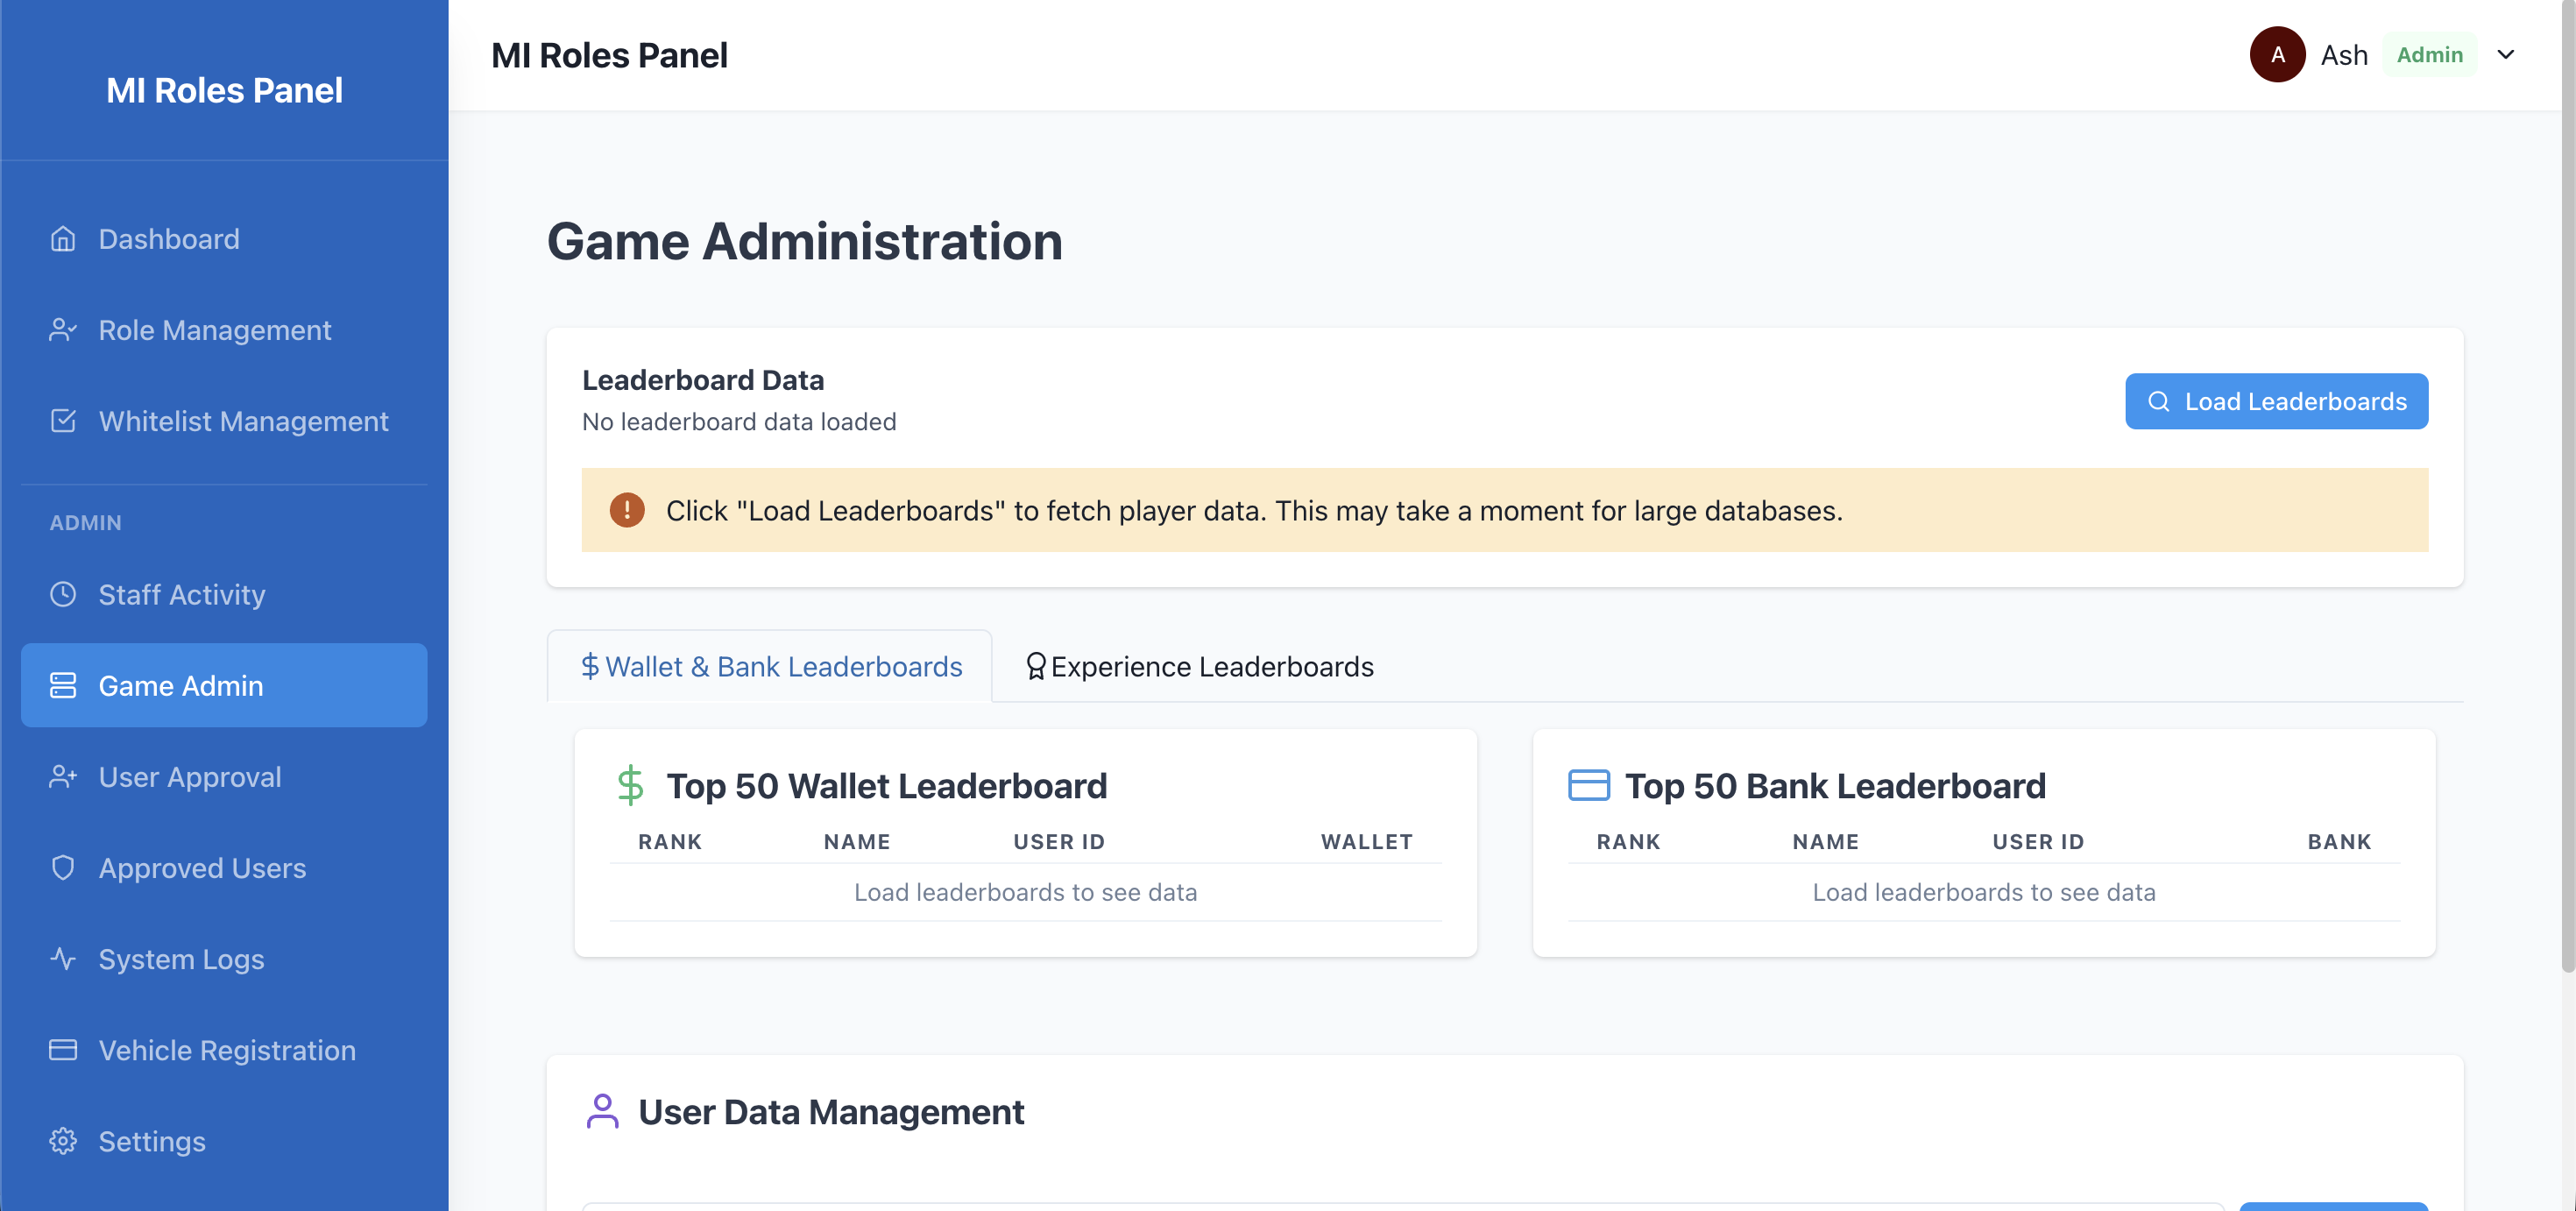 MI Roles Panel
Dashboard
Role Management
Whitelist Management
ADMIN
Staff Activity
Game Admin
User Approval
Approved Users
System Logs
Vehicle Registration
Settings
MI Roles Panel
A Ash Admin
Game Administration
Leaderboard Data
No leaderboard data loaded
Load Leaderboards
Click "Load Leaderboards" to fetch player data. This may take a moment for large databases.
Wallet & Bank Leaderboards
Experience Leaderboards
Top 50 Wallet Leaderboard
RANK NAME USER ID WALLET
Load leaderboards to see data
Top 50 Bank Leaderboard
RANK NAME USER ID BANK
Load leaderboards to see data
User Data Management